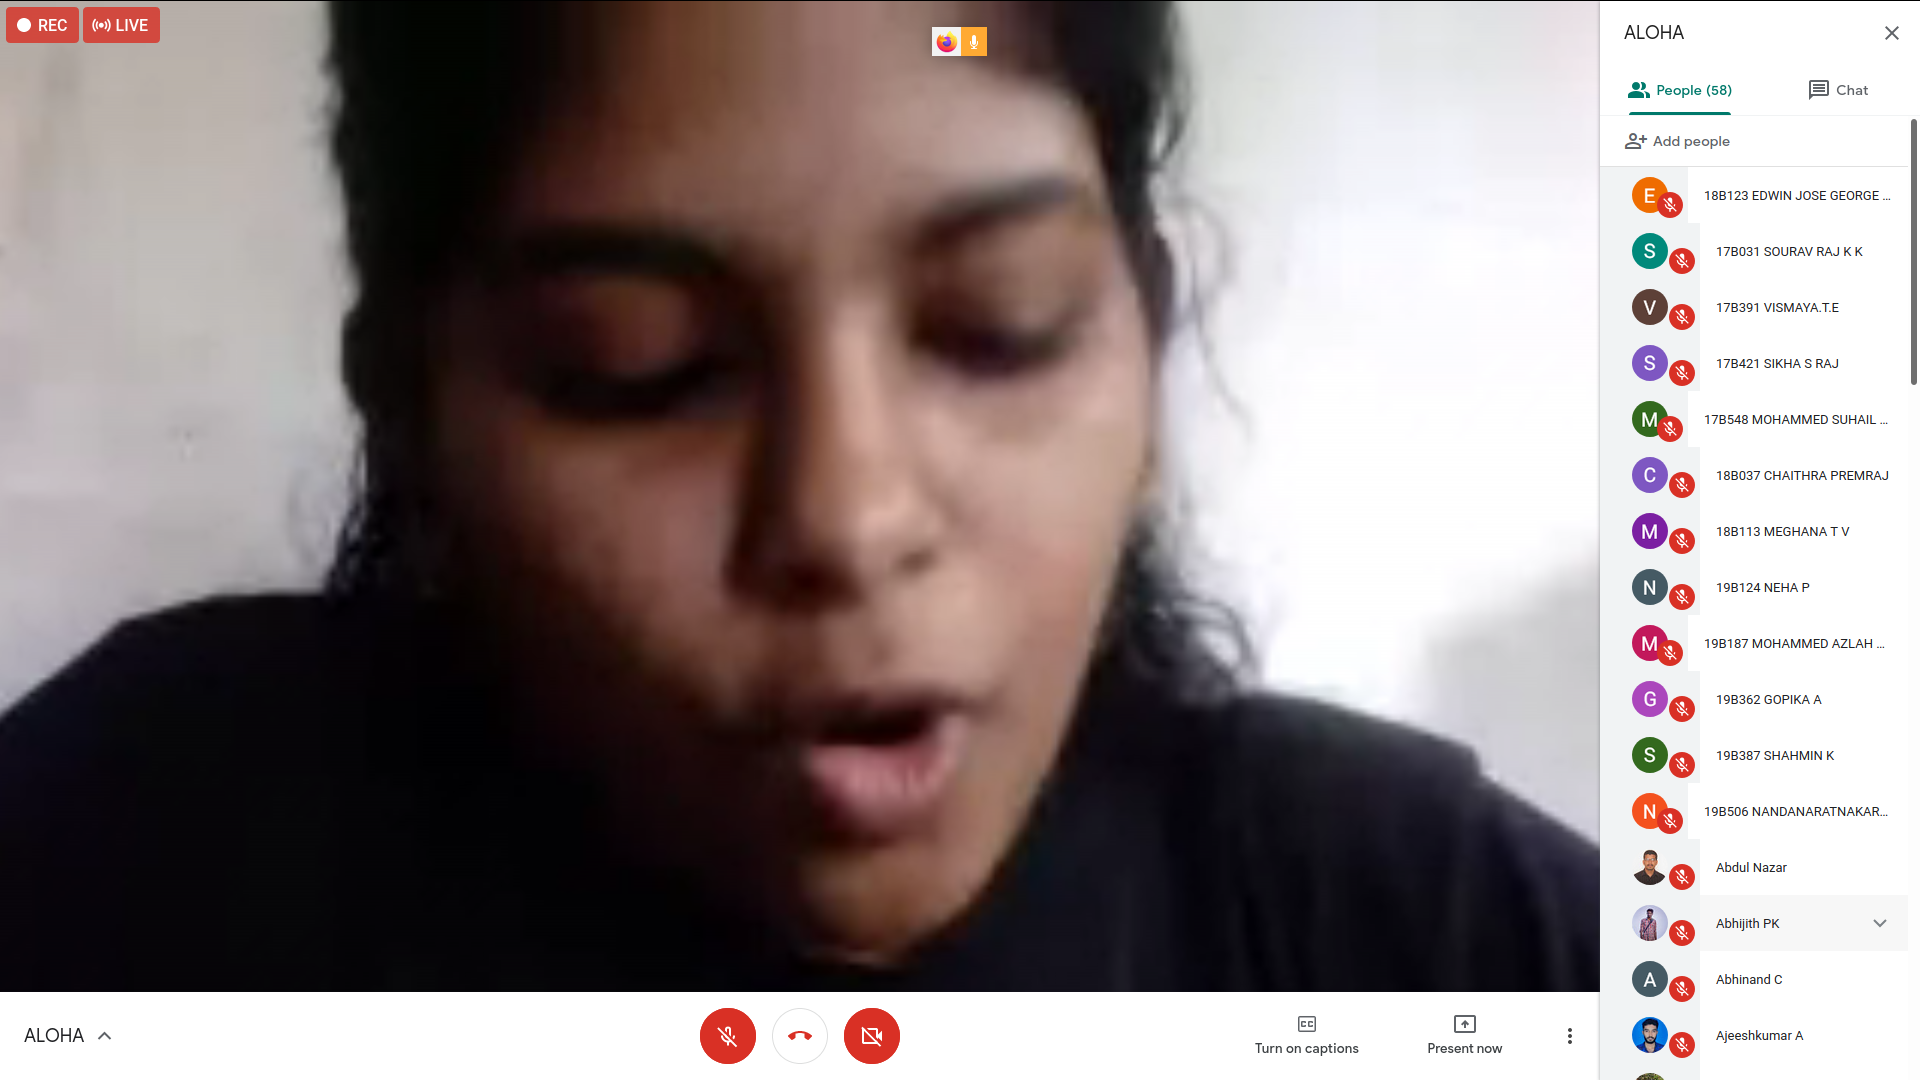 REC
LIVE
ALOHA
People (58)
Chat
Add people
E
18B123 EDWIN JOSE GEORGE ...
S
17B031 SOURAV RAJ K K
V
17B391 VISMAYA.T.E
S
17B421 SIKHA S RAJ
M
17B548 MOHAMMED SUHAIL ...
C
18B037 CHAITHRA PREMRAJ
M
18B113 MEGHANA T V
N
19B124 NEHA P
M
19B187 MOHAMMED AZLAH ...
G
19B362 GOPIKA A
S
19B387 SHAHMIN K
N
19B506 NANDANARATNAKAR...
Abdul Nazar
Abhijith PK
A
Abhinand C
Ajeeshkumar A
ALOHA
CC
Turn on captions
Present now